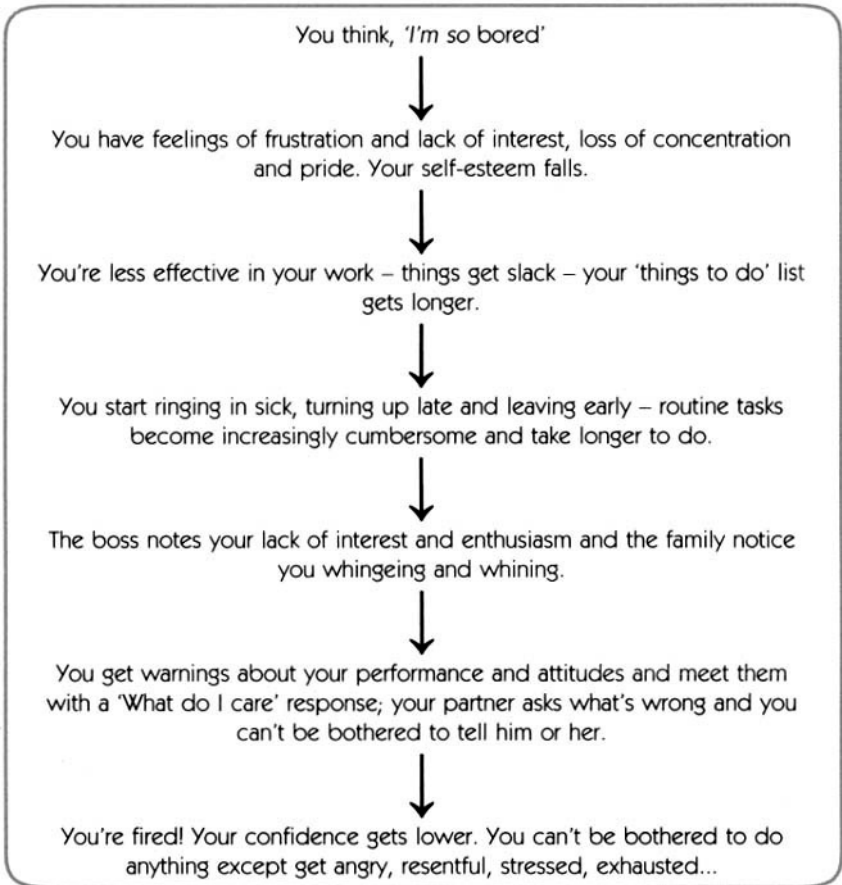 You think, 'I'm so bored'
You have feelings of frustration and lack of interest, loss of concentration
and pride. Your self-esteem falls.
You're less effective in your work – things get slack – your 'things to do' list
gets longer.
You start ringing in sick, turning up late and leaving early – routine tasks
become increasingly cumbersome and take longer to do.
The boss notes your lack of interest and enthusiasm and the family notice
you whingeing and whining.
You get warnings about your performance and attitudes and meet them
with a 'What do I care' response; your partner asks what's wrong and you
can't be bothered to tell him or her.
You're fired! Your confidence gets lower. You can't be bothered to do
anything except get angry, resentful, stressed, exhausted...